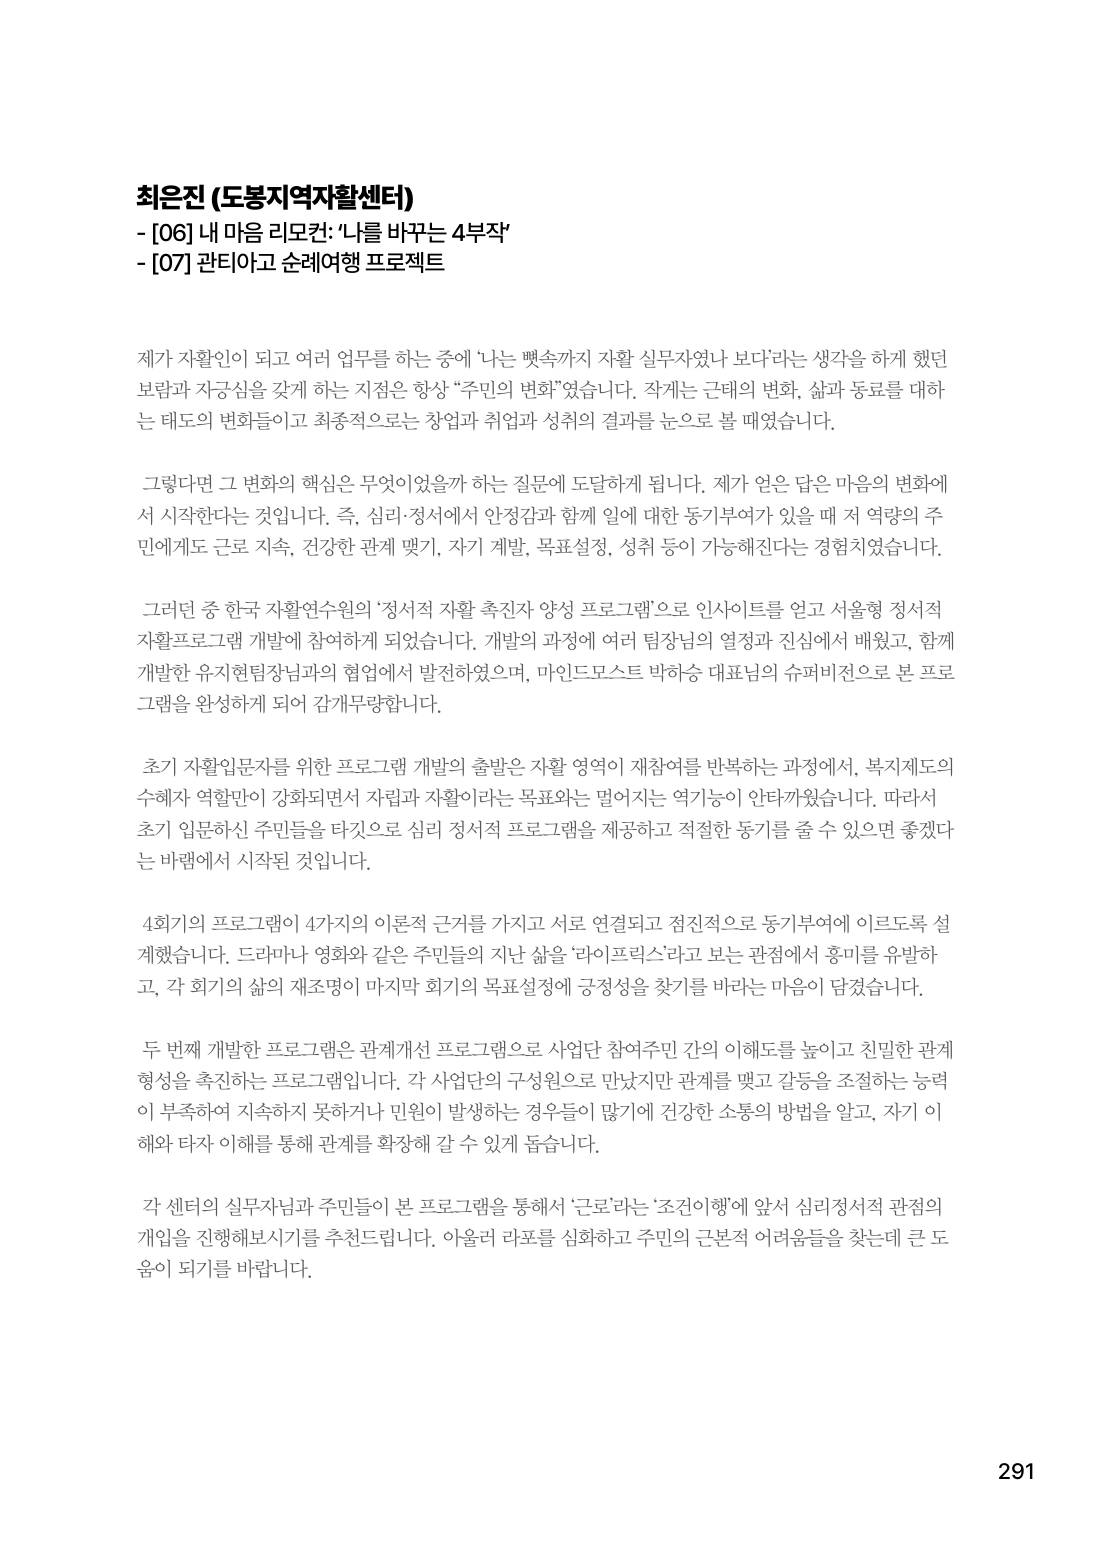 최은진 (도봉지역자활센터)
- [06] 내 마음 리모컨: ‘나를 바꾸는 4부작’
- [07] 관티아고 순례여행 프로젝트
제가 자활인이 되고 여러 업무를 하는 중에 ‘나는 뼛속까지 자활 실무자였나 보다’라는 생각을 하게 했던
보람과 자긍심을 갖게 하는 지점은 항상 “주민의 변화”였습니다. 작게는 근태의 변화, 삶과 동료를 대하
는 태도의 변화들이고 최종적으로는 창업과 취업과 성취의 결과를 눈으로 볼 때였습니다.
그렇다면 그 변화의 핵심은 무엇이었을까 하는 질문에 도달하게 됩니다. 제가 얻은 답은 마음의 변화에
서 시작한다는 것입니다. 즉, 심리·정서에서 안정감과 함께 일에 대한 동기부여가 있을 때 저 역량의 주
민에게도 근로 지속, 건강한 관계 맺기, 자기 계발, 목표설정, 성취 등이 가능해진다는 경험치였습니다.
그러던 중 한국 자활연수원의 ‘정서적 자활 촉진자 양성 프로그램’으로 인사이트를 얻고 서울형 정서적
자활프로그램 개발에 참여하게 되었습니다. 개발의 과정에 여러 팀장님의 열정과 진심에서 배웠고, 함께
개발한 유지현팀장님과의 협업에서 발전하였으며, 마인드모스트 박하승 대표님의 슈퍼비전으로 본 프로
그램을 완성하게 되어 감개무량합니다.
초기 자활입문자를 위한 프로그램 개발의 출발은 자활 영역이 재참여를 반복하는 과정에서, 복지제도의
수혜자 역할만이 강화되면서 자립과 자활이라는 목표와는 멀어지는 역기능이 안타까웠습니다. 따라서
초기 입문하신 주민들을 타깃으로 심리 정서적 프로그램을 제공하고 적절한 동기를 줄 수 있으면 좋겠다
는 바램에서 시작된 것입니다.
4회기의 프로그램이 4가지의 이론적 근거를 가지고 서로 연결되고 점진적으로 동기부여에 이르도록 설
계했습니다. 드라마나 영화와 같은 주민들의 지난 삶을 ‘라이프릭스’라고 보는 관점에서 흥미를 유발하
고, 각 회기의 삶의 재조명이 마지막 회기의 목표설정에 긍정성을 찾기를 바라는 마음이 담겼습니다.
두 번째 개발한 프로그램은 관계개선 프로그램으로 사업단 참여주민 간의 이해도를 높이고 친밀한 관계
형성을 촉진하는 프로그램입니다. 각 사업단의 구성원으로 만났지만 관계를 맺고 갈등을 조절하는 능력
이 부족하여 지속하지 못하거나 민원이 발생하는 경우들이 많기에 건강한 소통의 방법을 알고, 자기 이
해와 타자 이해를 통해 관계를 확장해 갈 수 있게 돕습니다.
각 센터의 실무자님과 주민들이 본 프로그램을 통해서 ‘근로’라는 ‘조건이행’에 앞서 심리정서적 관점의
개입을 진행해보시기를 추천드립니다. 아울러 라포를 심화하고 주민의 근본적 어려움들을 찾는데 큰 도
움이 되기를 바랍니다.
291